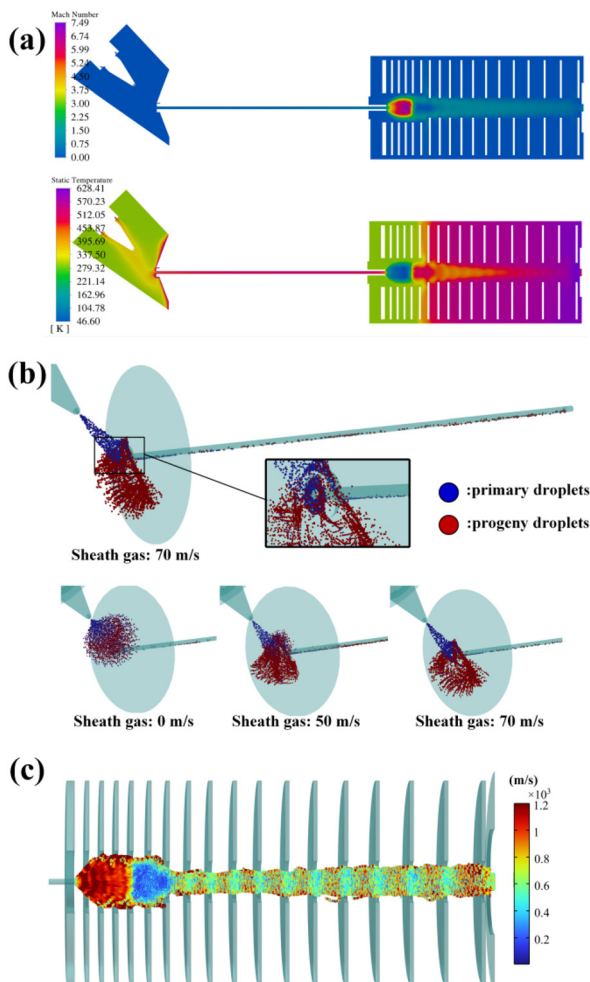 (a)
Mach Number
7.49
6.74
5.99
5.24
4.50
3.75
3.00
2.25
1.50
0.75
0.00
Static Temperature
628.41
570.23
512.05
453.87
395.69
337.50
279.32
221.14
162.96
104.78
46.60
[ K ]
(b)
:primary droplets
:progeny droplets
Sheath gas: 70 m/s
Sheath gas: 0 m/s
Sheath gas: 50 m/s
Sheath gas: 70 m/s
(c)
(m/s)
×10³
1.2
1
0.8
0.6
0.4
0.2